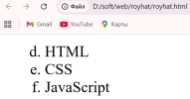 Файл D:/soft/web/royhat/royhat.html
Gmail YouTube Карты
d. HTML
e. CSS
f. JavaScript